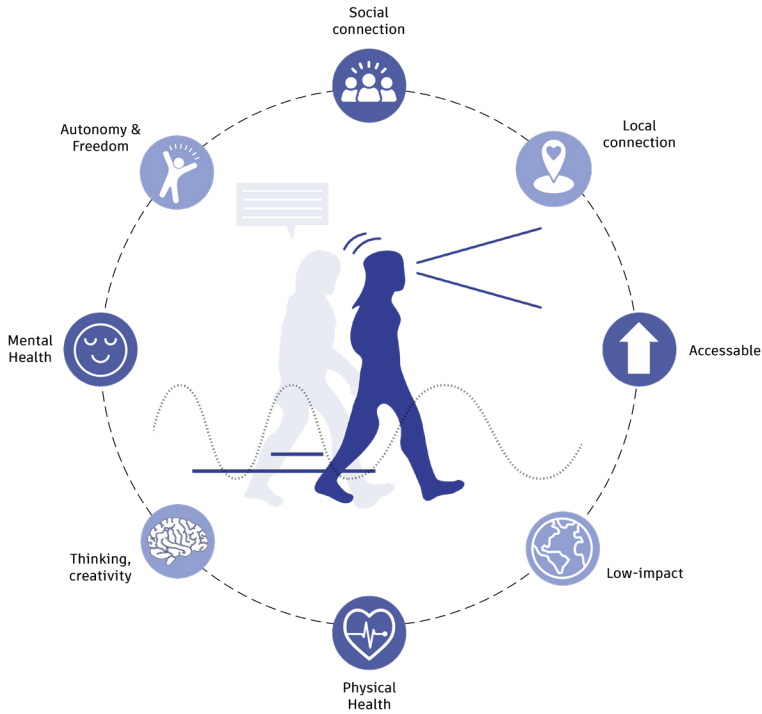 Social
connection
Local
connection
Accessable
Low-impact
Physical
Health
Thinking,
creativity
Mental
Health
Autonomy &
Freedom